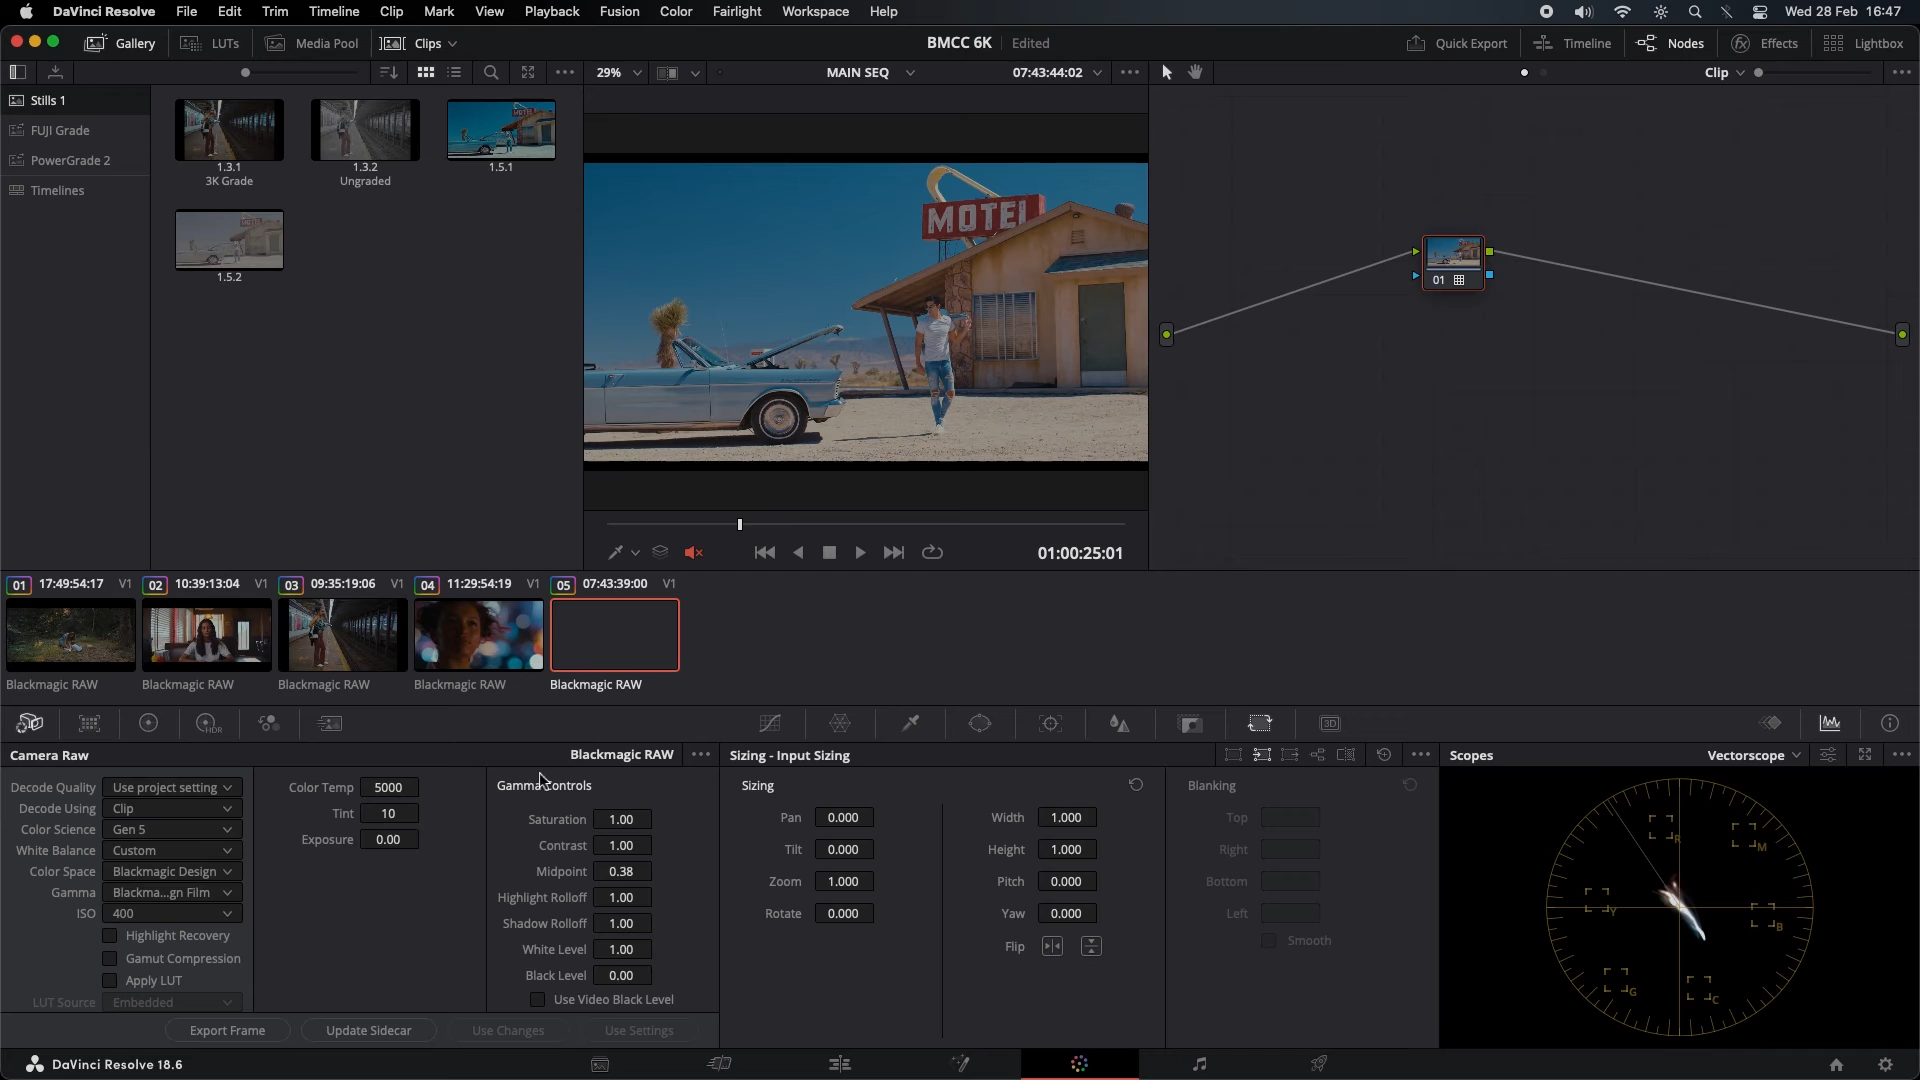 DaVinci Resolve File Edit Trim Timeline Clip Mark View Playback Fusion Color Fairlight Workspace Help Wed 28 Feb 16:47
Gallery LUTs Media Pool Clips BMCC 6K Edited Quick Export Timeline Nodes Effects Lightbox
29% MAIN SEQ 07:43:44:02 Clip
Stills 1
FUJI Grade
PowerGrade 2
Timelines
1.3.1
3K Grade
1.3.2
Ungraded
1.5.1
1.5.2
MOTEL
01
01:00:25:01
01 17:49:54:17 V1 02 10:39:13:04 V1 03 09:35:19:06 V1 04 11:29:54:19 V1 05 07:43:39:00 V1
Blackmagic RAW Blackmagic RAW Blackmagic RAW Blackmagic RAW Blackmagic RAW
HDR 3D
Camera Raw Blackmagic RAW
Decode Quality Use project setting
Decode Using Clip
Color Science Gen 5
White Balance Custom
Color Space Blackmagic Design
Gamma Blackma...gn Film
ISO 400
Highlight Recovery
Gamut Compression
Apply LUT
LUT Source Embedded
Color Temp 5000
Tint 10
Exposure 0.00
Gamma Controls
Saturation 1.00
Contrast 1.00
Midpoint 0.38
Highlight Rolloff 1.00
Shadow Rolloff 1.00
White Level 1.00
Black Level 0.00
Use Video Black Level
Export Frame Update Sidecar Use Changes Use Settings
Sizing - Input Sizing
Sizing
Pan 0.000
Tilt 0.000
Zoom 1.000
Rotate 0.000
Width 1.000
Height 1.000
Pitch 0.000
Yaw 0.000
Flip
Blanking
Top
Right
Bottom
Left
Smooth
Scopes Vectorscope
R
M
Y
B
G
C
DaVinci Resolve 18.6